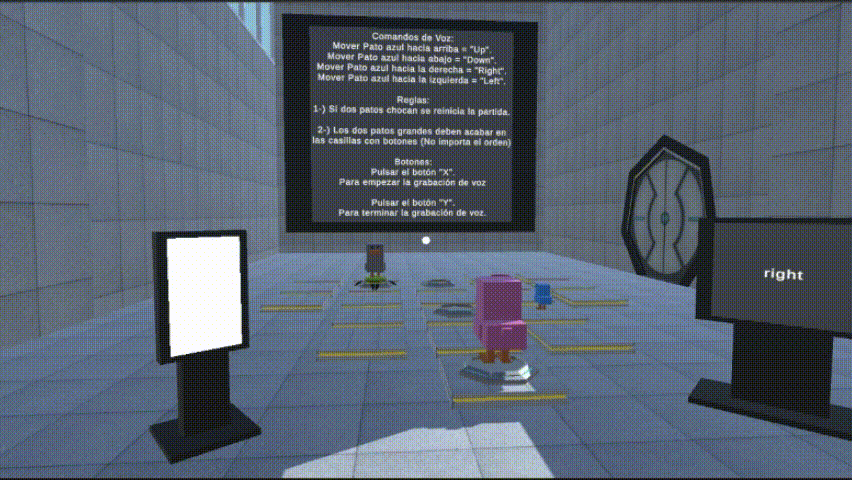 Comandos de Voz:
Mover Pato azul hacia arriba = "Up".
Mover Pato azul hacia abajo = "Down".
Mover Pato azul hacia la derecha = "Right".
Mover Pato azul hacia la izquierda = "Left".
Reglas:
1-) Si dos patos chocan se reinicia la partida.
2-) Los dos patos grandes deben acabar en
las casillas con botones (No importa el orden)
Botones:
Pulsar el botón "X".
Para empezar la grabación de voz
Pulsar el botón "Y".
Para terminar la grabación de voz.
right